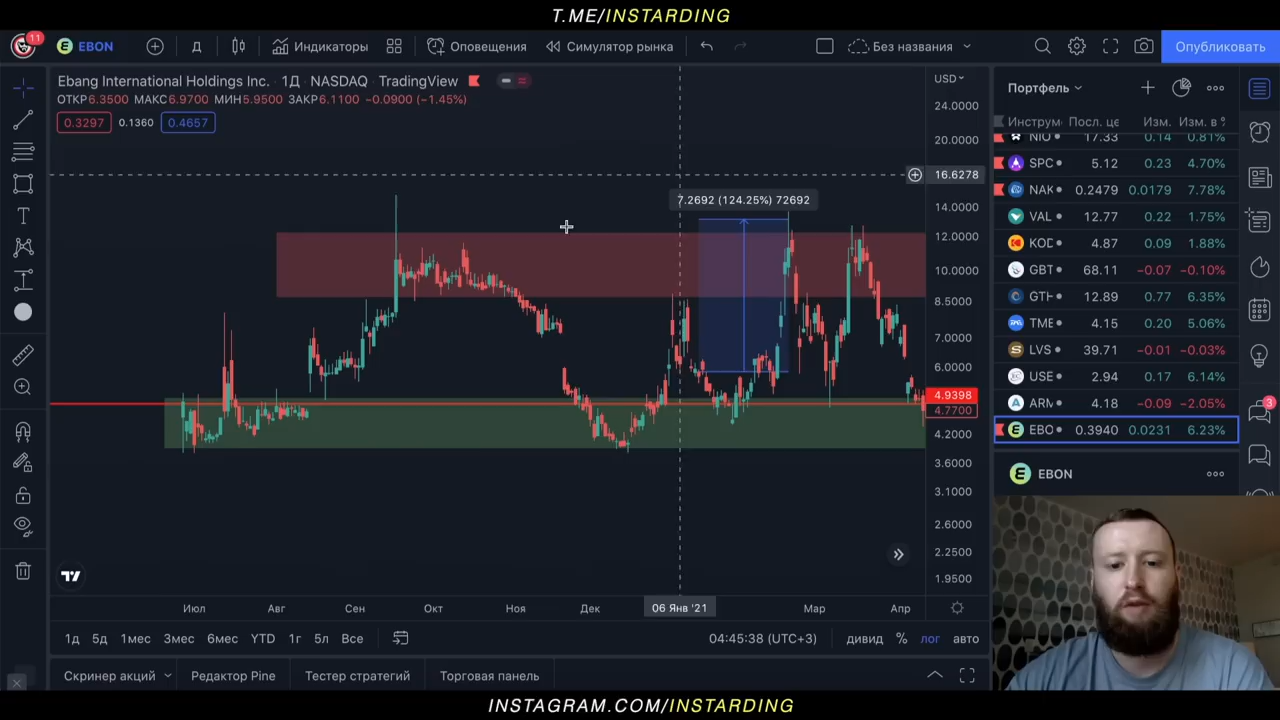 T.ME/INSTARDING
11 EBON Д Индикаторы Оповещения Симулятор рынка Без названия Опубликовать
Ebang International Holdings Inc. · 1Д · NASDAQ · TradingView
ОТКР6.3500 МАКС6.9700 МИН5.9500 ЗАКР6.1100 −0.0900 (−1.45%)
0.3297 0.1360 0.4657
USD
24.0000
20.0000
16.6278
14.0000
12.0000
10.0000
8.5000
7.0000
6.0000
4.9398
4.7700
4.2000
3.6000
3.1000
2.6000
2.2500
1.9500
7.2692 (124.25%) 72692
Июл Авг Сен Окт Ноя Дек 06 Янв '21 Мар Апр
1д 5д 1мес 3мес 6мес YTD 1г 5л Все 04:45:38 (UTC+3) дивид % лог авто
Скринер акций Редактор Pine Тестер стратегий Торговая панель
Портфель
Инструм Посл. це Изм. Изм. в %
NIO 17.33 0.14 0.81%
SPC 5.12 0.23 4.70%
NAK 0.2479 0.0179 7.78%
VAL 12.77 0.22 1.75%
KOD 4.87 0.09 1.88%
GBT 68.11 −0.07 −0.10%
GTH 12.89 0.77 6.35%
TME 4.15 0.20 5.06%
LVS 39.71 −0.01 −0.03%
USE 2.94 0.17 6.14%
ARN 4.18 −0.09 −2.05%
EBO 0.3940 0.0231 6.23%
EBON
3
INSTAGRAM.COM/INSTARDING